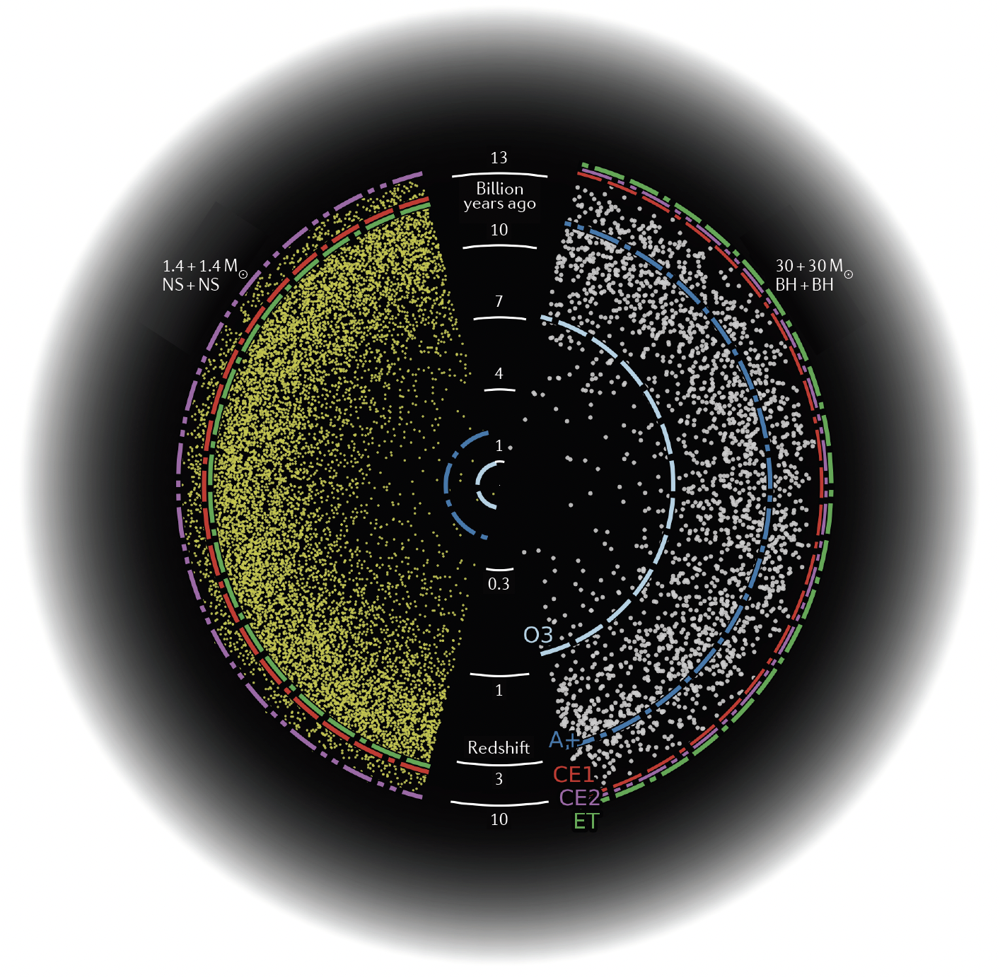 13
Billion
years ago
10
1.4 + 1.4 M☉
NS + NS
30 + 30 M☉
BH + BH
7
4
1
0.3
O3
1
A+
Redshift
CE1
3
CE2
10
ET